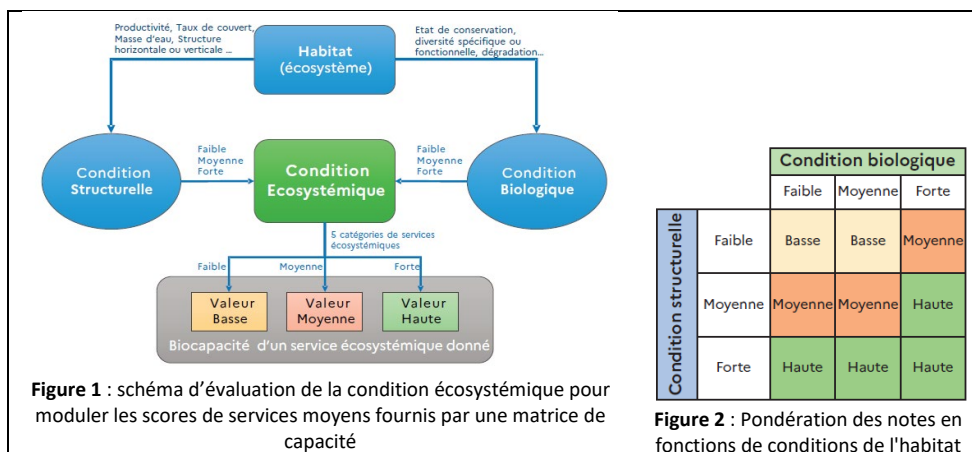 Productivité, Taux de couvert,
Masse d'eau, Structure
horizontale ou verticale ...
Habitat
(écosystème)
Etat de conservation,
diversité spécifique ou
fonctionnelle, dégradation...
Condition
Structurelle
Faible
Moyenne
Forte
Condition
Ecosystémique
Faible
Moyenne
Forte
Condition
Biologique
5 catégories de services
écosystémiques
Faible
Moyenne
Forte
Valeur
Basse
Valeur
Moyenne
Valeur
Haute
Biocapacité d'un service écosystémique donné
Figure 1 : schéma d'évaluation de la condition écosystémique pour
moduler les scores de services moyens fournis par une matrice de
capacité
Condition biologique
Faible Moyenne Forte
Condition structurelle
Faible Basse Basse Moyenne
Moyenne Moyenne Moyenne Haute
Forte Haute Haute Haute
Figure 2 : Pondération des notes en
fonctions de conditions de l'habitat